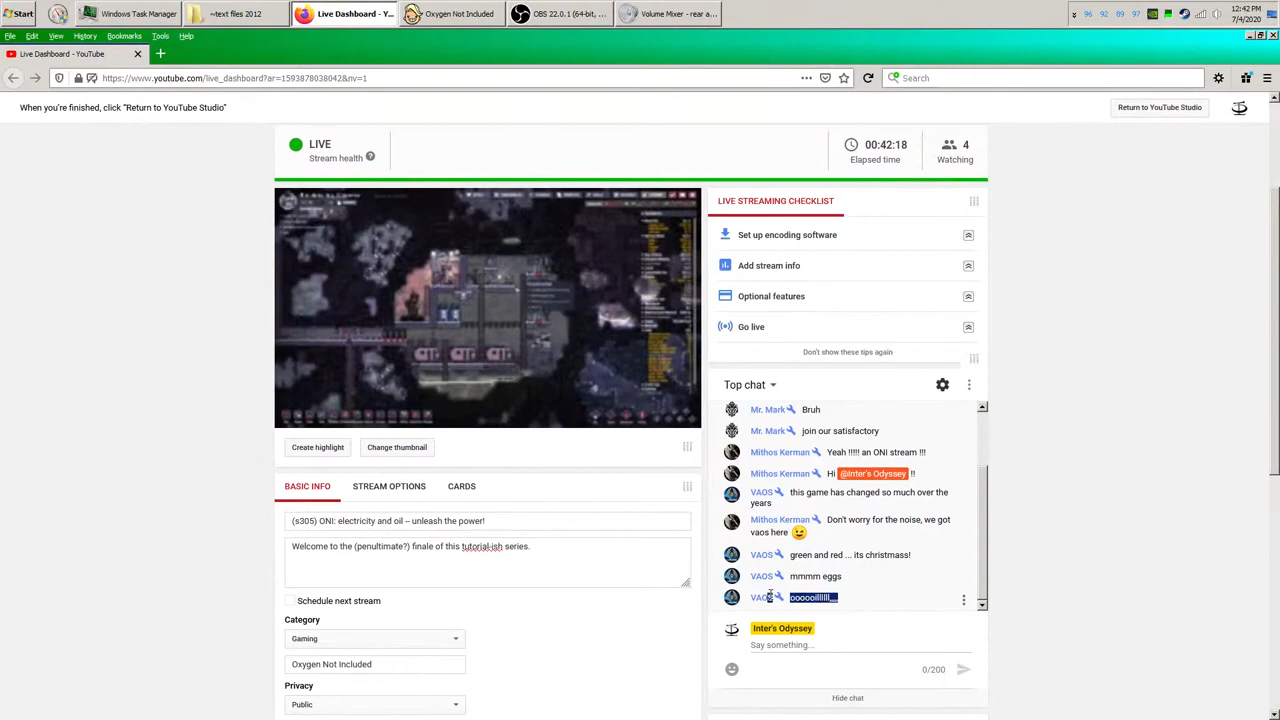 Start
Windows Task Manager
~text files 2012
Live Dashboard - Y...
Oxygen Not Included
OBS 22.0.1 (64-bit, ...
Volume Mixer - rear a...
96 92 89 97
12:42 PM
7/4/2020
File Edit View History Bookmarks Tools Help
Live Dashboard - YouTube
https://www.youtube.com/live_dashboard?ar=1593878038042&nv=1
Search
When you're finished, click "Return to YouTube Studio"
Return to YouTube Studio
LIVE
Stream health
00:42:18
Elapsed time
4
Watching
LIVE STREAMING CHECKLIST
Set up encoding software
Add stream info
Optional features
Go live
Don't show these tips again
Top chat
Mr. Mark Bruh
Mr. Mark join our satisfactory
Mithos Kerman Yeah !!!!! an ONI stream !!!
Mithos Kerman Hi @Inter's Odyssey !!
VAOS this game has changed so much over the
years
Mithos Kerman Don't worry for the noise, we got
vaos here
VAOS green and red ... its christmass!
VAOS mmmm eggs
Inter's Odyssey
Say something...
0/200
Hide chat
Create highlight
Change thumbnail
BASIC INFO
STREAM OPTIONS
CARDS
(s305) ONI: electricity and oil -- unleash the power!
Welcome to the (penultimate?) finale of this tutorial-ish series.
Schedule next stream
Category
Gaming
Oxygen Not Included
Privacy
Public